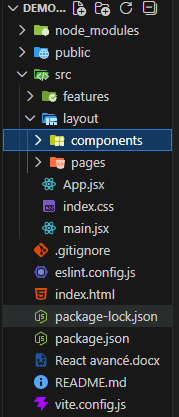 DEMO...
node_modules
public
src
features
layout
components
pages
App.jsx
index.css
main.jsx
.gitignore
eslint.config.js
index.html
package-lock.json
package.json
React avancé.docx
README.md
vite.config.js